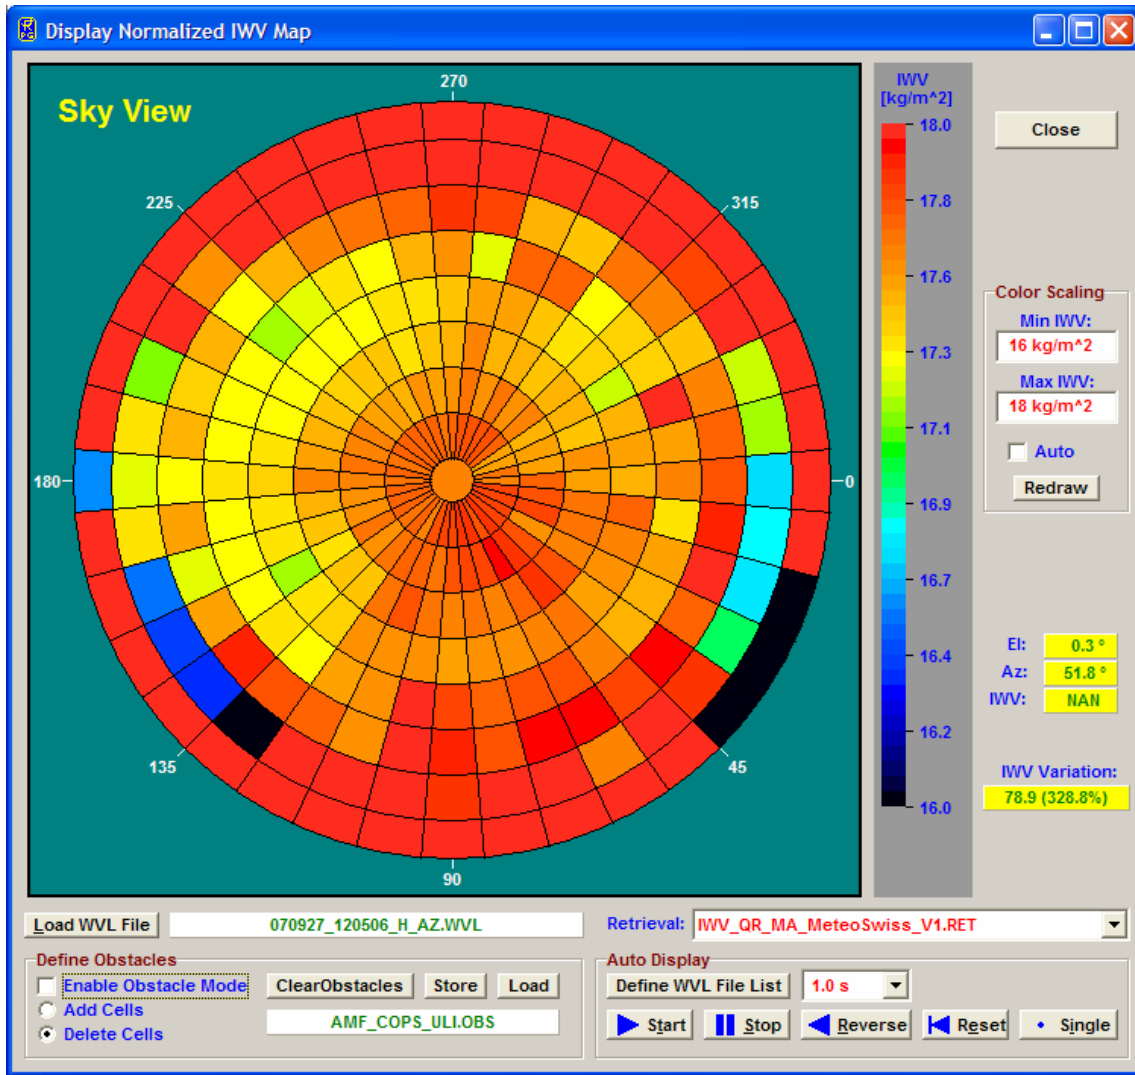 Display Normalized IWV Map
Sky View
270
225
315
180
0
135
45
90
IWV
[kg/m^2]
18.0
17.8
17.6
17.3
17.1
16.9
16.7
16.4
16.2
16.0
Close
Color Scaling
Min IWV:
16 kg/m^2
Max IWV:
18 kg/m^2
Auto
Redraw
El: 0.3 °
Az: 51.8 °
IWV: NAN
IWV Variation:
78.9 (328.8%)
Load WVL File 070927_120506_H_AZ.WVL
Retrieval: IWV_QR_MA_MeteoSwiss_V1.RET
Define Obstacles
Enable Obstacle Mode ClearObstacles Store Load
Add Cells
AMF_COPS_ULI.OBS
Delete Cells
Auto Display
Define WVL File List 1.0 s
Start Stop Reverse Reset Single